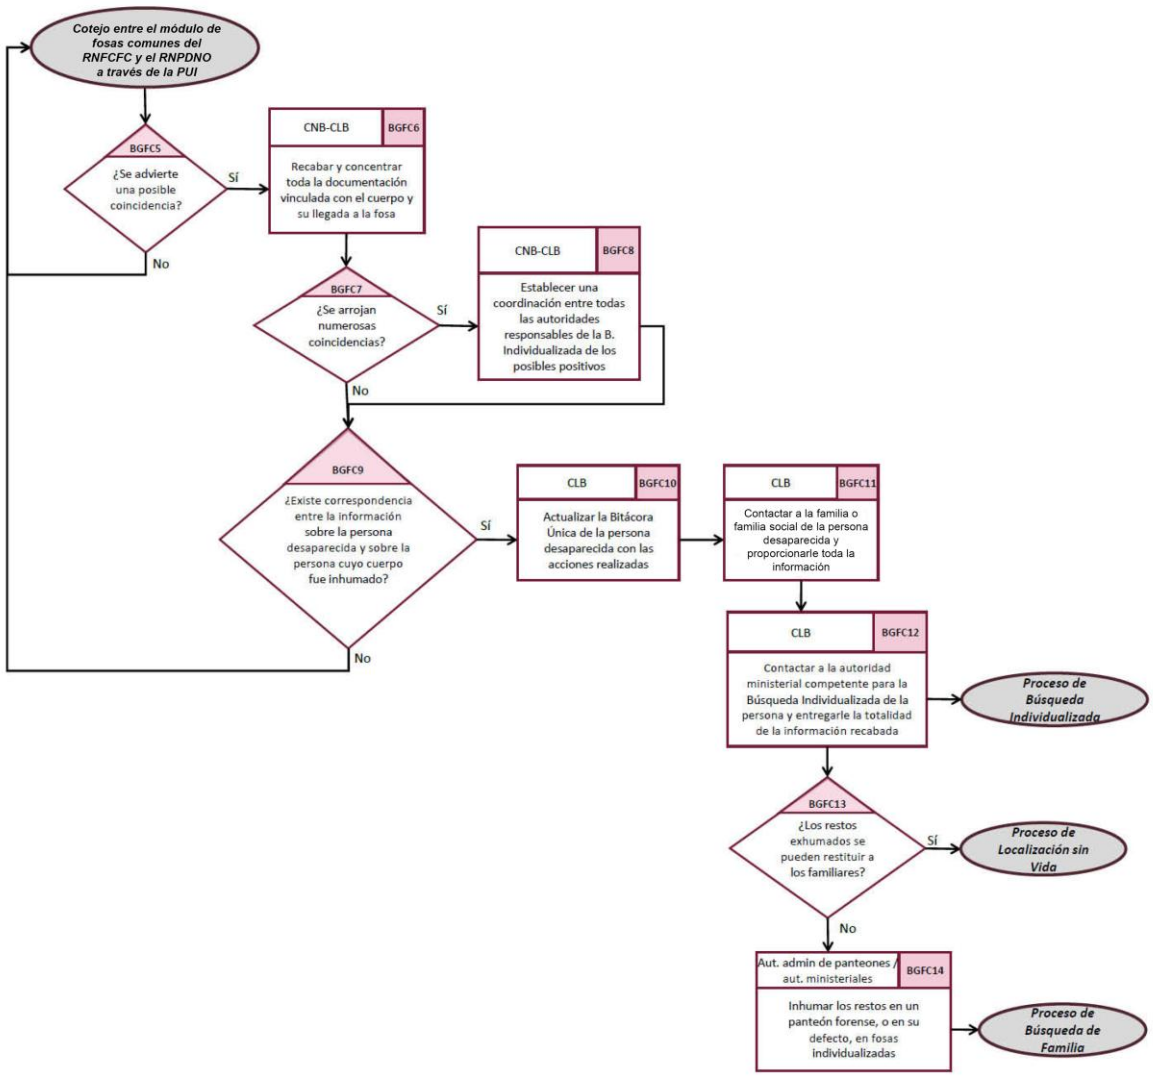 Cotejo entre el módulo de
fosas comunes del
RNFCFC y el RNPDNO
a través de la PUI
BGFC5
¿Se advierte
una posible
coincidencia?
Sí
No
CNB-CLB
BGFC6
Recabar y concentrar
toda la documentación
vinculada con el cuerpo y
su llegada a la fosa
BGFC7
¿Se arrojan
numerosas
coincidencias?
Sí
No
CNB-CLB
BGFC8
Establecer una
coordinación entre todas
las autoridades
responsables de la B.
Individualizada de los
posibles positivos
BGFC9
¿Existe correspondencia
entre la información
sobre la persona
desaparecida y sobre la
persona cuyo cuerpo
fue inhumado?
Sí
No
CLB
BGFC10
Actualizar la Bitácora
Única de la persona
desaparecida con las
acciones realizadas
CLB
BGFC11
Contactar a la familia o
familia social de la persona
desaparecida y
proporcionarle toda la
información
CLB
BGFC12
Contactar a la autoridad
ministerial competente para la
Búsqueda Individualizada de la
persona y entregarle la totalidad
de la información recabada
Proceso de
Búsqueda
Individualizada
BGFC13
¿Los restos
exhumados se
pueden restituir a
los familiares?
Sí
No
Proceso de
Localización sin
Vida
Aut. admin de panteones /
aut. ministeriales
BGFC14
Inhumar los restos en un
panteón forense, o en su
defecto, en fosas
individualizadas
Proceso de
Búsqueda de
Familia